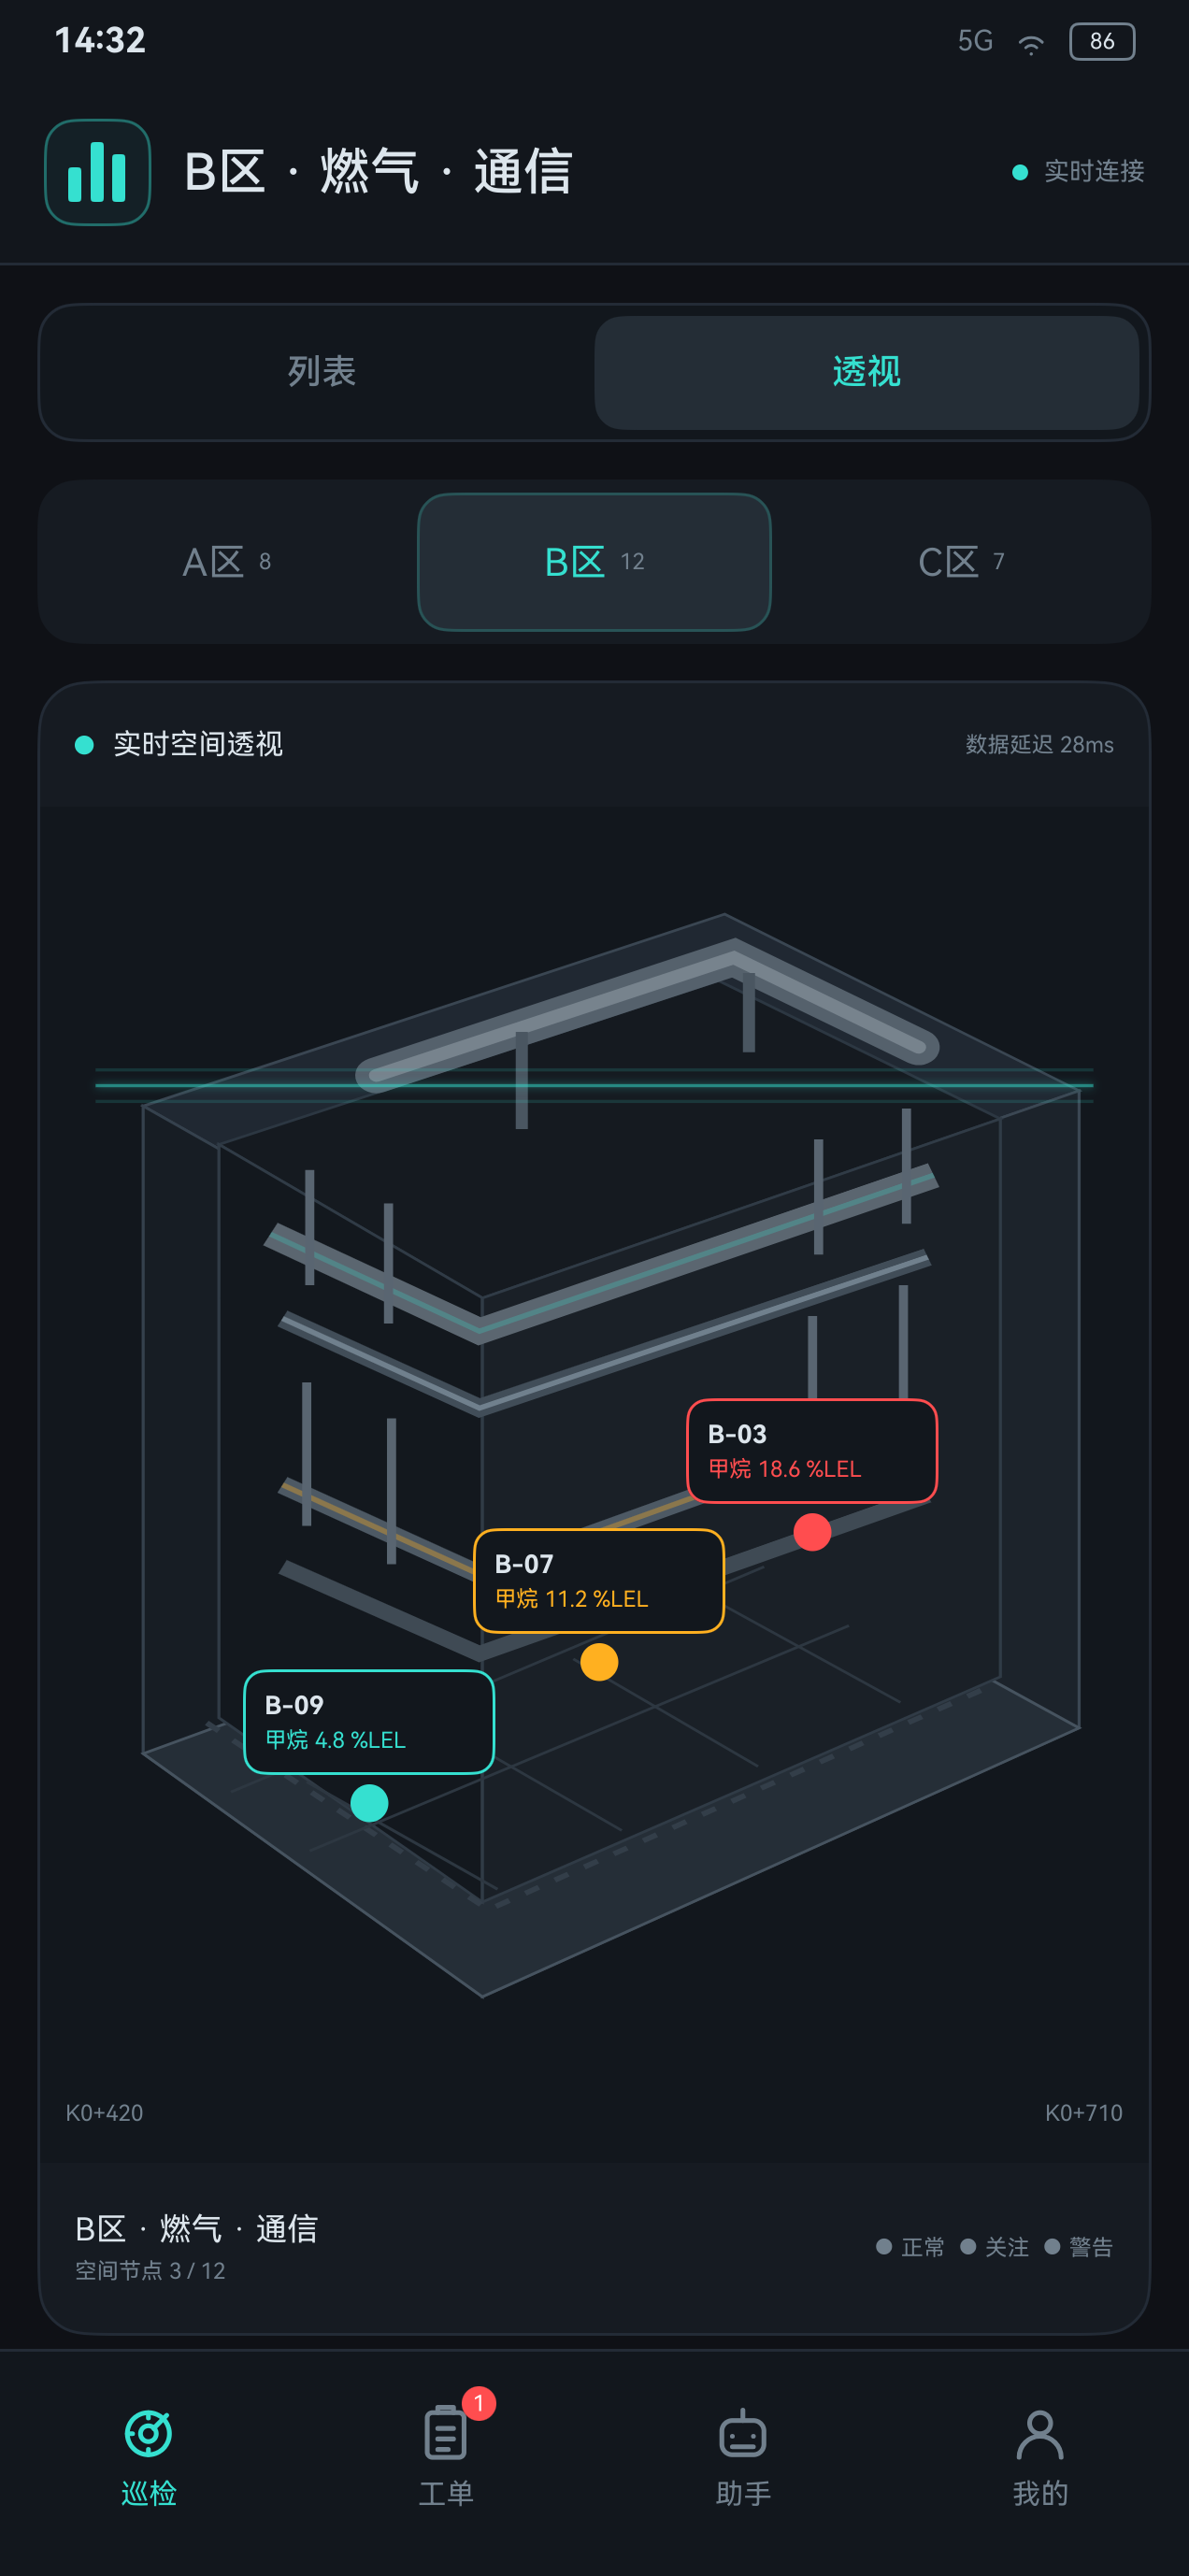 14:32
5G
86
B区 · 燃气 · 通信
实时连接
列表
透视
A区 8
B区 12
C区 7
实时空间透视
数据延迟 28ms
B-03
甲烷 18.6 %LEL
B-07
甲烷 11.2 %LEL
B-09
甲烷 4.8 %LEL
K0+420
K0+710
B区 · 燃气 · 通信
空间节点 3 / 12
正常 关注 警告
1
巡检
工单
助手
我的